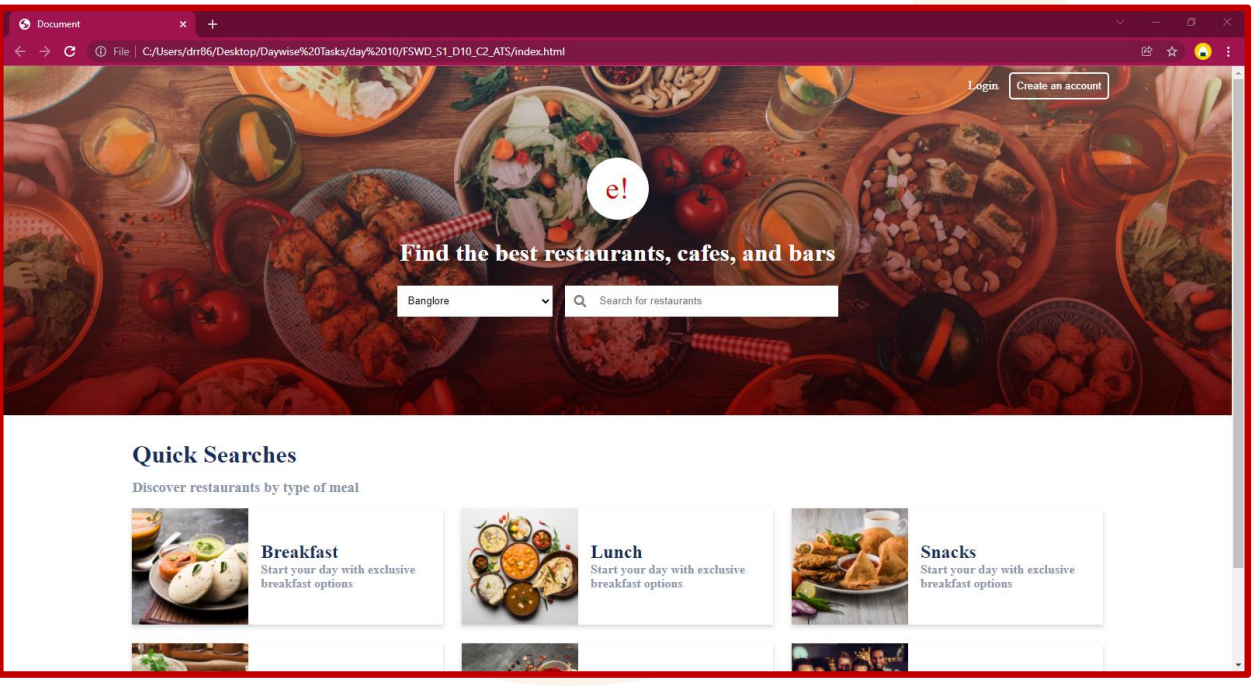 Document
File | C:/Users/drr86/Desktop/Daywise%20Tasks/day%2010/FSWD_S1_D10_C2_ATS/index.html
Login Create an account
e!
Find the best restaurants, cafes, and bars
Banglore Search for restaurants
Quick Searches
Discover restaurants by type of meal
Breakfast
Start your day with exclusive
breakfast options
Lunch
Start your day with exclusive
breakfast options
Snacks
Start your day with exclusive
breakfast options